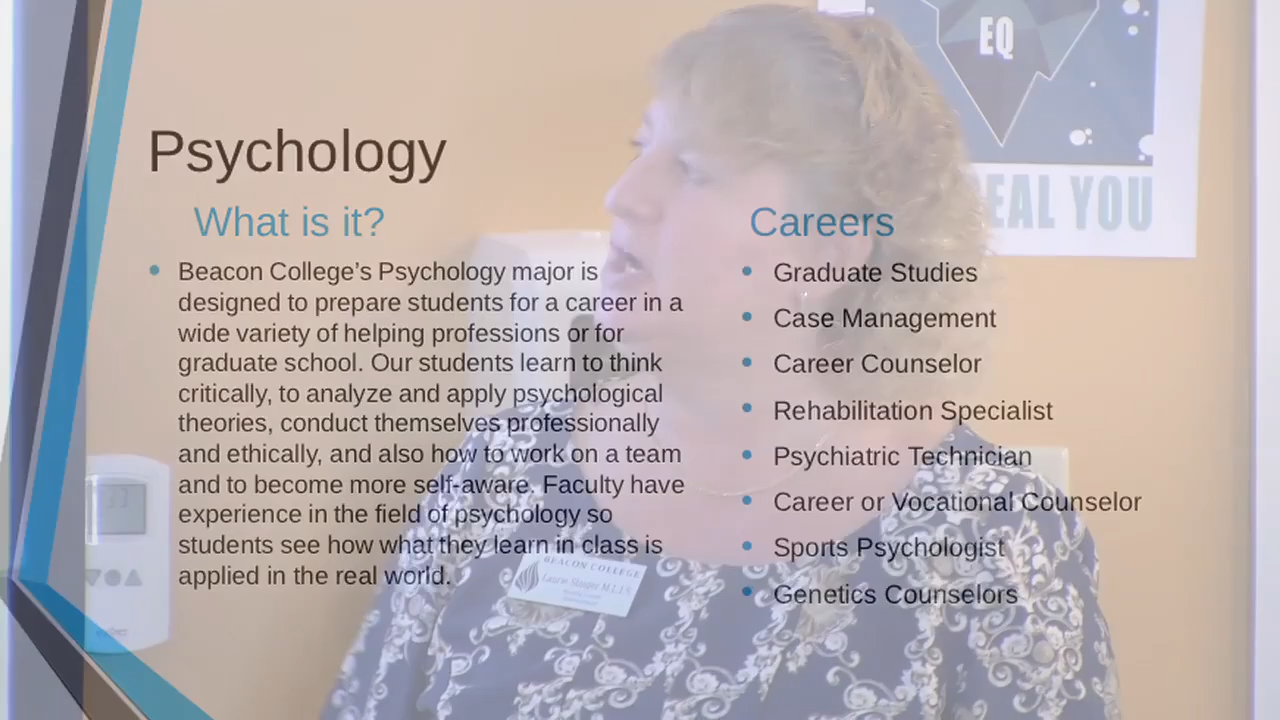 EQ
REAL YOU
Psychology
What is it?
• Beacon College’s Psychology major is
designed to prepare students for a career in a
wide variety of helping professions or for
graduate school. Our students learn to think
critically, to analyze and apply psychological
theories, conduct themselves professionally
and ethically, and also how to work on a team
and to become more self-aware. Faculty have
experience in the field of psychology so
students see how what they learn in class is
applied in the real world.
Careers
• Graduate Studies
• Case Management
• Career Counselor
• Rehabilitation Specialist
• Psychiatric Technician
• Career or Vocational Counselor
• Sports Psychologist
• Genetics Counselors
BEACON COLLEGE